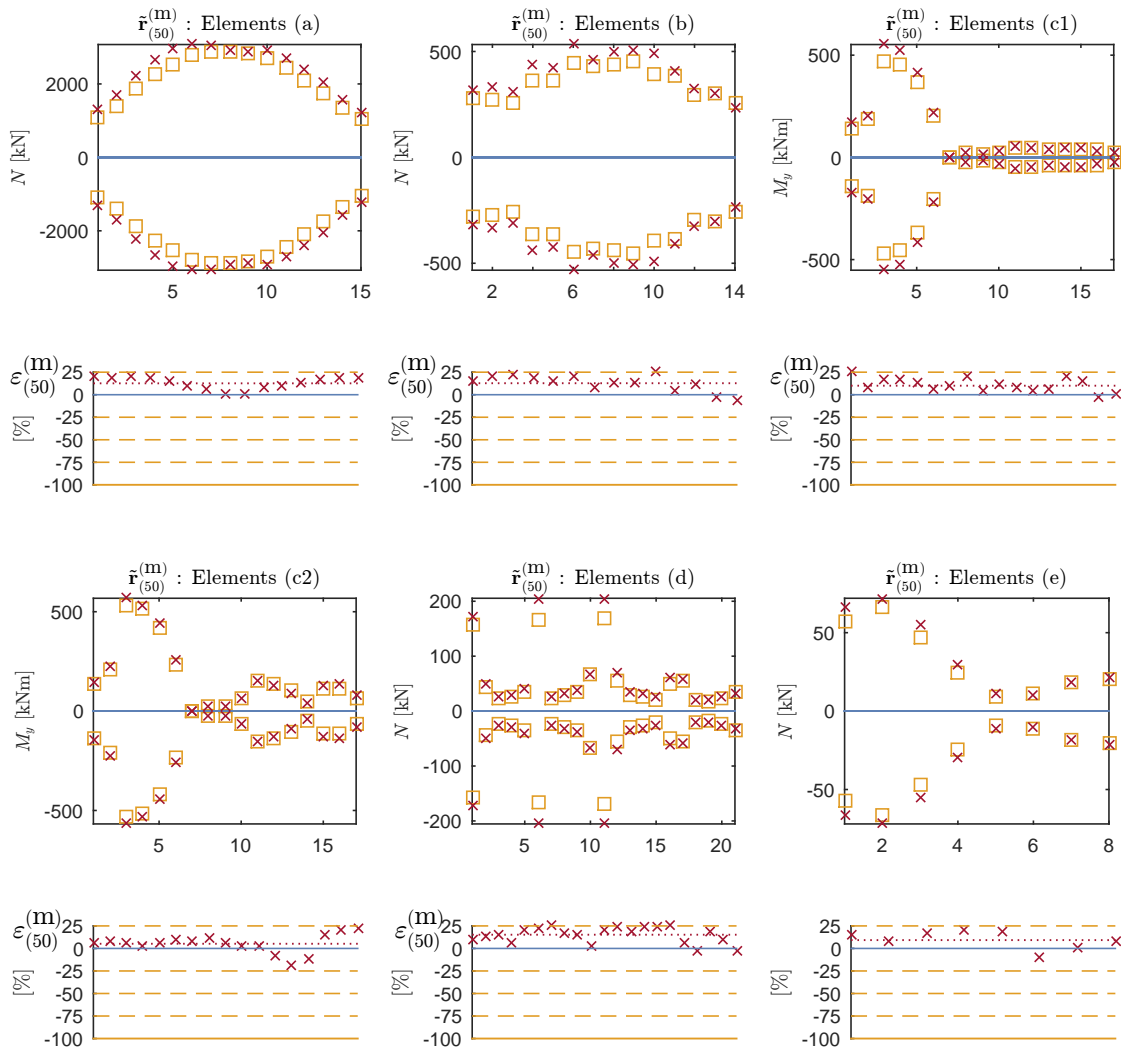 r̃(50)(m) : Elements (a)
N [kN]
2000
0
-2000
5 10 15
r̃(50)(m) : Elements (b)
N [kN]
500
0
-500
2 6 10 14
r̃(50)(m) : Elements (c1)
My [kNm]
500
0
-500
5 10 15
ε(50)(m)
[%]
25
0
-25
-50
-75
-100
ε(50)(m)
[%]
25
0
-25
-50
-75
-100
ε(50)(m)
[%]
25
0
-25
-50
-75
-100
r̃(50)(m) : Elements (c2)
My [kNm]
500
0
-500
5 10 15
r̃(50)(m) : Elements (d)
N [kN]
200
100
0
-100
-200
5 10 15 20
r̃(50)(m) : Elements (e)
N [kN]
50
0
-50
2 4 6 8
ε(50)(m)
[%]
25
0
-25
-50
-75
-100
ε(50)(m)
[%]
25
0
-25
-50
-75
-100
[%]
25
0
-25
-50
-75
-100